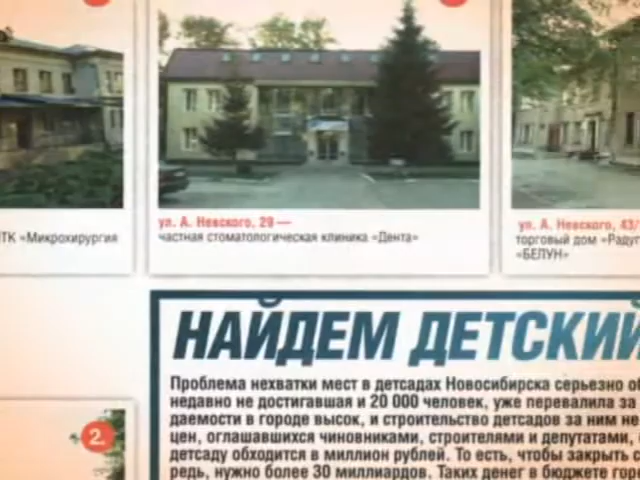 ТК «Микрохирургия
ул. А. Невского, 29 —
частная стоматологическая клиника «Дента»
ул. А. Невского, 43/
торговый дом «Радуг
«БЕЛУН»
НАЙДЕМ ДЕТСКИЙ
Проблема нехватки мест в детсадах Новосибирска серьезно об
недавно не достигавшая и 20 000 человек, уже перевалила за
даемости в городе высок, и строительство детсадов за ним не
цен, оглашавшихся чиновниками, строителями и депутатами,
детсаду обходится в миллион рублей. То есть, чтобы закрыть с
редь, нужно более 30 миллиардов. Таких денег в бюджете горо
2.